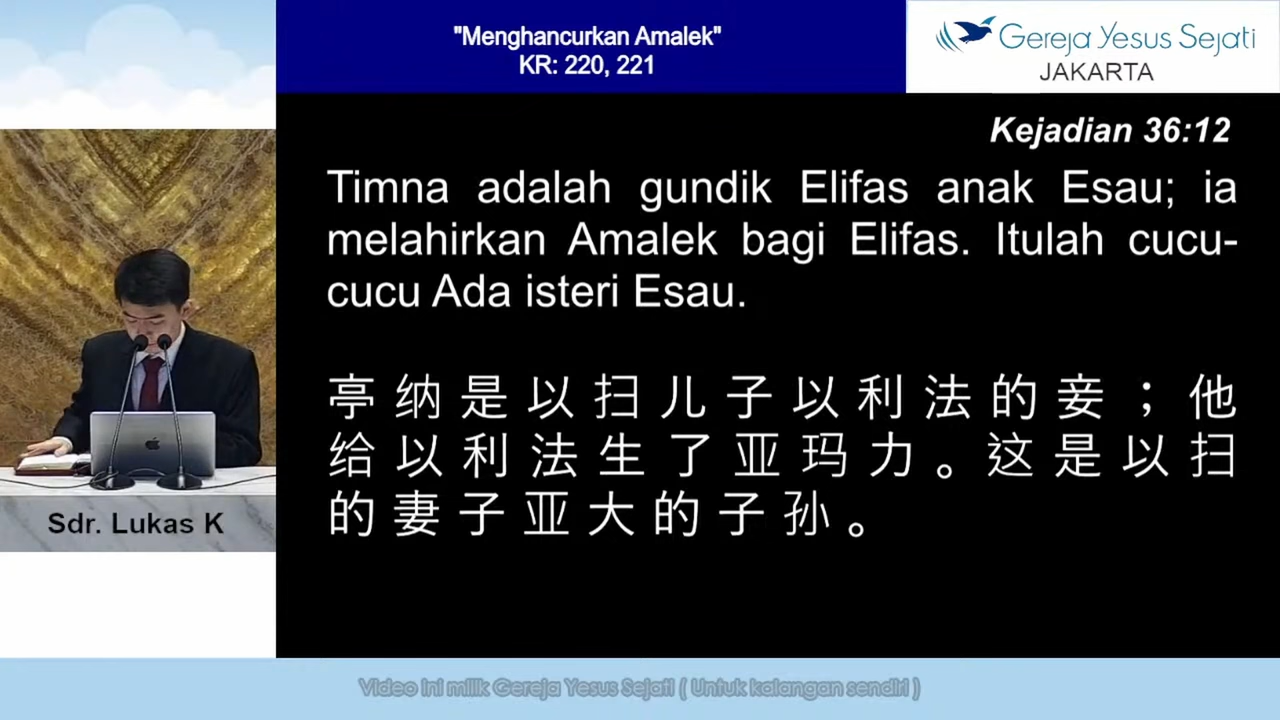 "Menghancurkan Amalek"
KR: 220, 221
Gereja Yesus Sejati
JAKARTA
Kejadian 36:12
Timna adalah gundik Elifas anak Esau; ia
melahirkan Amalek bagi Elifas. Itulah cucu-
cucu Ada isteri Esau.
亭纳是以扫儿子以利法的妾；他
给以利法生了亚玛力。这是以扫
的妻子亚大的子孙。
Sdr. Lukas K
Video ini milik Gereja Yesus Sejati ( Untuk kalangan sendiri )